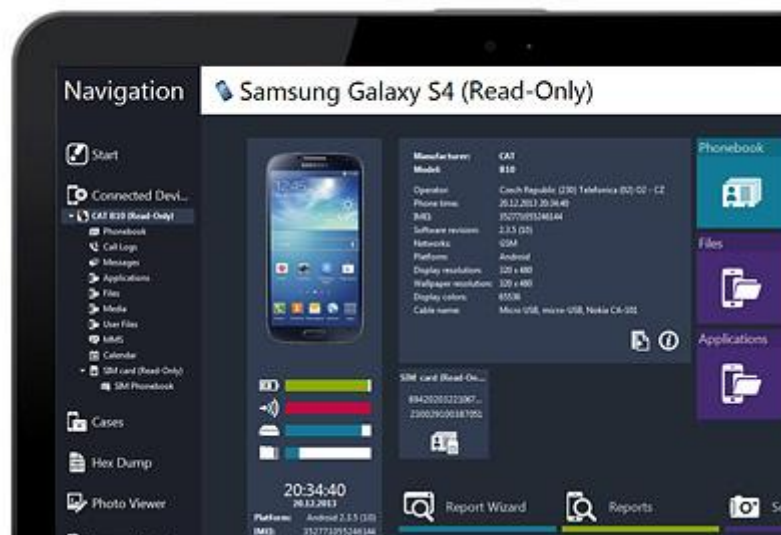 Navigation
Samsung Galaxy S4 (Read-Only)
Start
Connected Devi...
CAT B10 (Read-Only)
Phonebook
Call Logs
Messages
Applications
Files
Media
User Files
MMS
Calendar
SIM card (Read-Only)
SIM Phonebook
Cases
Hex Dump
Photo Viewer
12:45
20:34:40
20.12.2013
Platform: Android 2.3.5 (10)
IMEI: 352771055246144
Manufacturer: CAT
Model: B10
Operator: Czech Republic (230) Telefonica (02) O2 - CZ
Phone time: 20.12.2013 20:34:40
IMEI: 352771055246144
Software revision: 2.3.5 (10)
Networks: GSM
Platform: Android
Display resolution: 320 x 480
Wallpaper resolution: 320 x 480
Display colors: 65536
Cable name: Micro USB, micro-USB, Nokia CA-101
SIM card (Read-On...
Report Wizard
Reports
Phonebook
Files
Applications